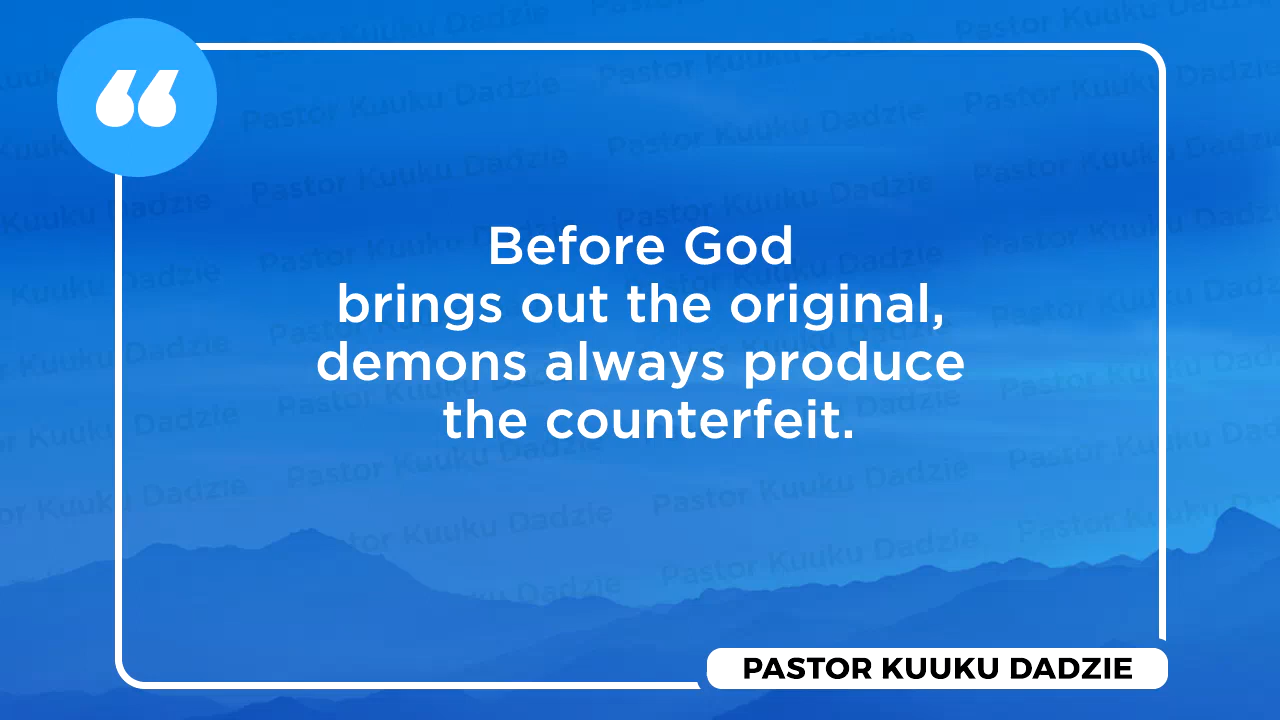 Before God
brings out the original,
demons always produce
the counterfeit.
PASTOR KUUKU DADZIE